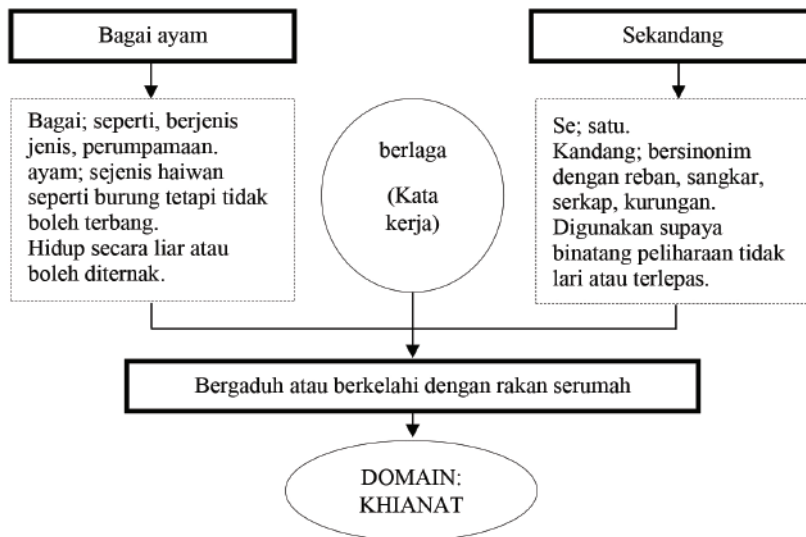 Bagai ayam
Sekandang
Bagai; seperti, berjenis
jenis, perumpamaan.
ayam; sejenis haiwan
seperti burung tetapi tidak
boleh terbang.
Hidup secara liar atau
boleh diternak.
berlaga
(Kata
kerja)
Se; satu.
Kandang; bersinonim
dengan reban, sangkar,
serkap, kurungan.
Digunakan supaya
binatang peliharaan tidak
lari atau terlepas.
Bergaduh atau berkelahi dengan rakan serumah
DOMAIN:
KHIANAT